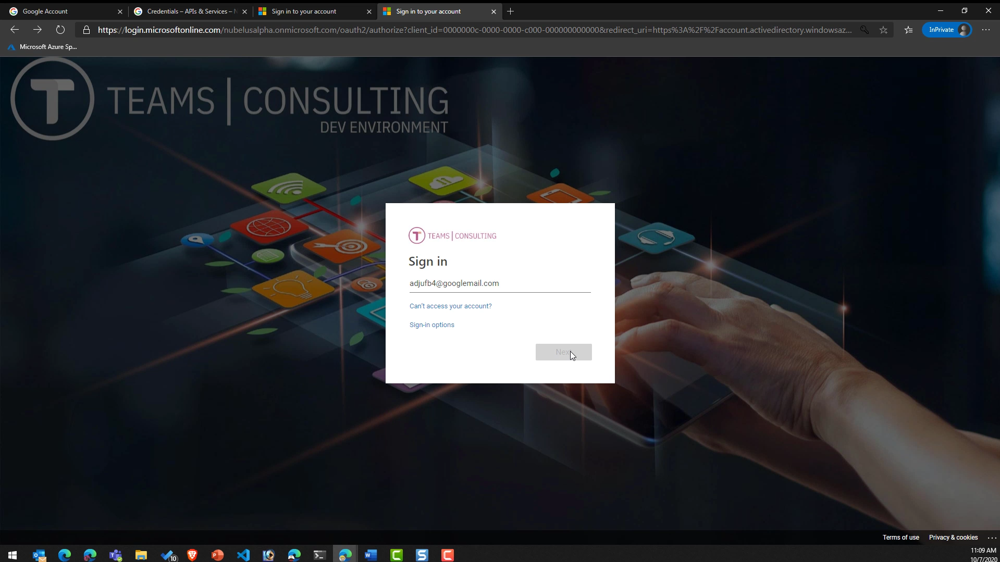 Google Account
Credentials – APIs & Services – N
Sign in to your account
Sign in to your account
https://login.microsoftonline.com/nubelusalpha.onmicrosoft.com/oauth2/authorize?client_id=0000000c-0000-0000-c000-000000000000&redirect_uri=https%3A%2F%2Faccount.activedirectory.windowsaz...
InPrivate
Microsoft Azure Sp...
T TEAMS | CONSULTING
DEV ENVIRONMENT
T TEAMS | CONSULTING
Sign in
adjufb4@googlemail.com
Can't access your account?
Sign-in options
Next
Terms of use
Privacy & cookies
10
11:09 AM
10/7/2020